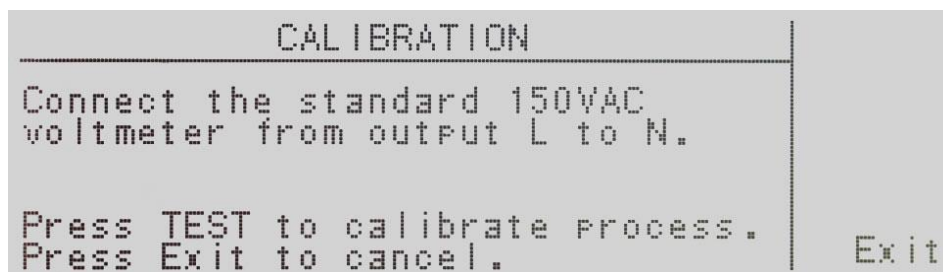 CALIBRATION
Connect the standard 150VAC
voltmeter from output L to N.
Press TEST to calibrate process.
Press Exit to cancel.
Exit